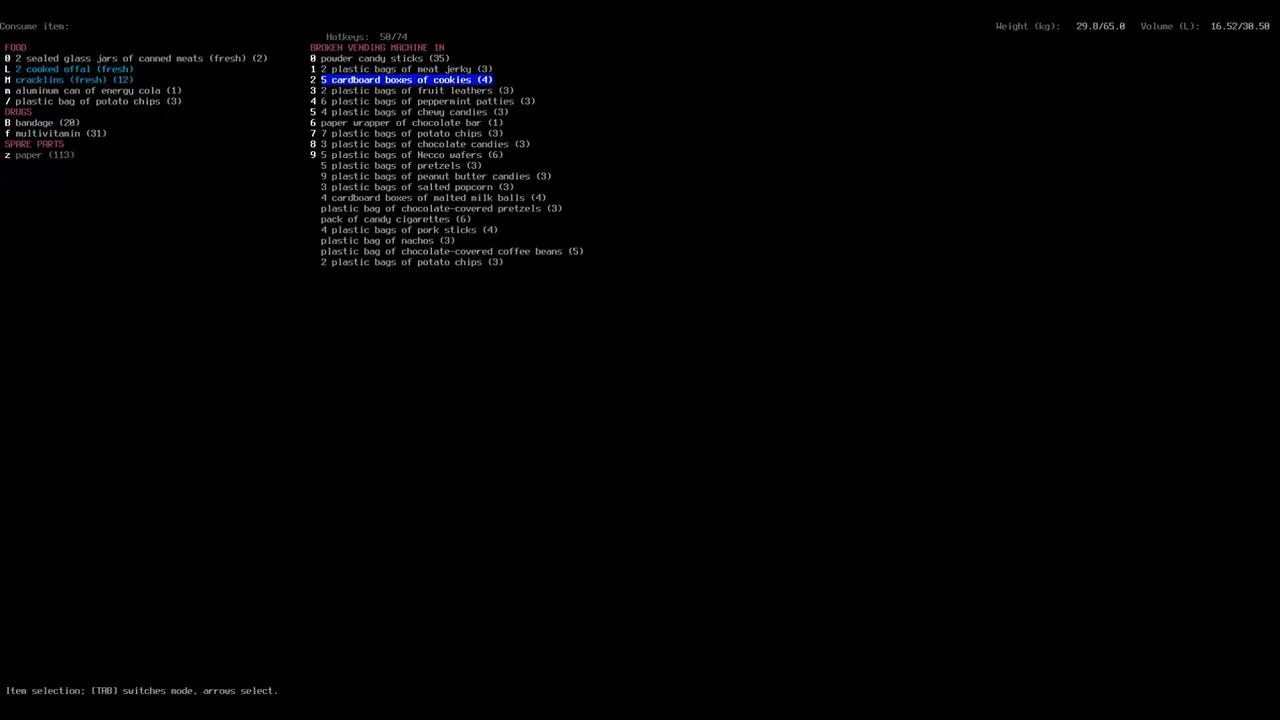 Consume item:
Weight (kg): 29.8/65.0 Volume (L): 16.52/30.50
Hotkeys: 50/74
FOOD
0 2 sealed glass jars of canned meats (fresh) (2)
L 2 cooked offal (fresh)
M cracklins (fresh) (12)
m aluminum can of energy cola (1)
/ plastic bag of potato chips (3)
DRUGS
B bandage (20)
f multivitamin (31)
SPARE PARTS
z paper (113)
BROKEN VENDING MACHINE 1N
0 powder candy sticks (35)
1 2 plastic bags of meat jerky (3)
2 5 cardboard boxes of cookies (4)
3 2 plastic bags of fruit leathers (3)
4 6 plastic bags of peppermint patties (3)
5 4 plastic bags of chewy candies (3)
6 paper wrapper of chocolate bar (1)
7 7 plastic bags of potato chips (3)
8 3 plastic bags of chocolate candies (3)
9 5 plastic bags of Necco wafers (6)
5 plastic bags of pretzels (3)
9 plastic bags of peanut butter candies (3)
3 plastic bags of salted popcorn (3)
4 cardboard boxes of malted milk balls (4)
plastic bag of chocolate-covered pretzels (3)
pack of candy cigarettes (6)
4 plastic bags of pork sticks (4)
plastic bag of nachos (3)
plastic bag of chocolate-covered coffee beans (5)
2 plastic bags of potato chips (3)
Item selection; [TAB] switches mode, arrows select.